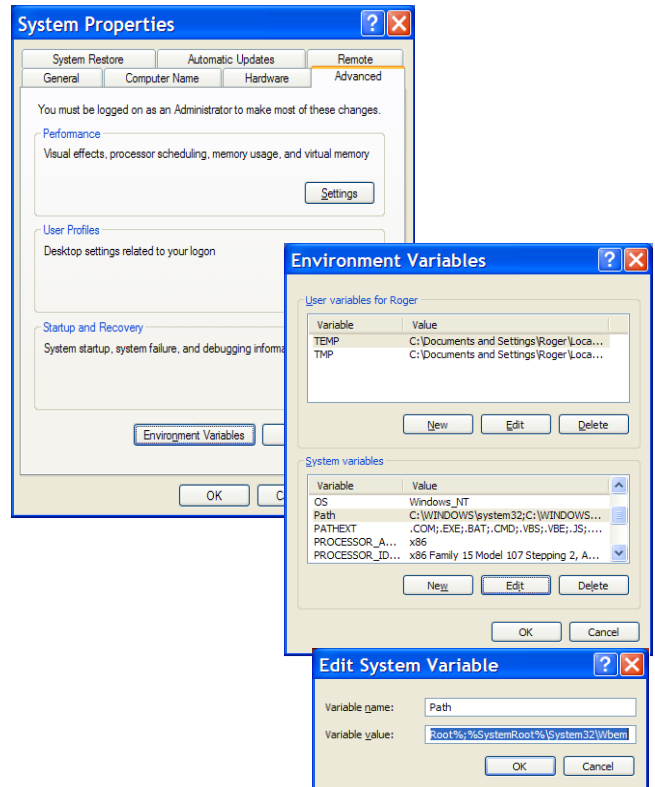 System Properties
System Restore Automatic Updates Remote
General Computer Name Hardware Advanced
You must be logged on as an Administrator to make most of these changes.
Performance
Visual effects, processor scheduling, memory usage, and virtual memory
Settings
User Profiles
Desktop settings related to your logon
Startup and Recovery
System startup, system failure, and debugging informa
Environment Variables
OK C
Environment Variables
User variables for Roger
Variable Value
TEMP C:\Documents and Settings\Roger\Loca...
TMP C:\Documents and Settings\Roger\Loca...
New Edit Delete
System variables
Variable Value
OS Windows_NT
Path C:\WINDOWS\system32;C:\WINDOWS...
PATHEXT .COM;.EXE;.BAT;.CMD;.VBS;.VBE;.JS;....
PROCESSOR_A... x86
PROCESSOR_ID... x86 Family 15 Model 107 Stepping 2, A...
New Edit Delete
OK Cancel
Edit System Variable
Variable name: Path
Variable value: Root%;%SystemRoot%\System32\Wbem
OK Cancel